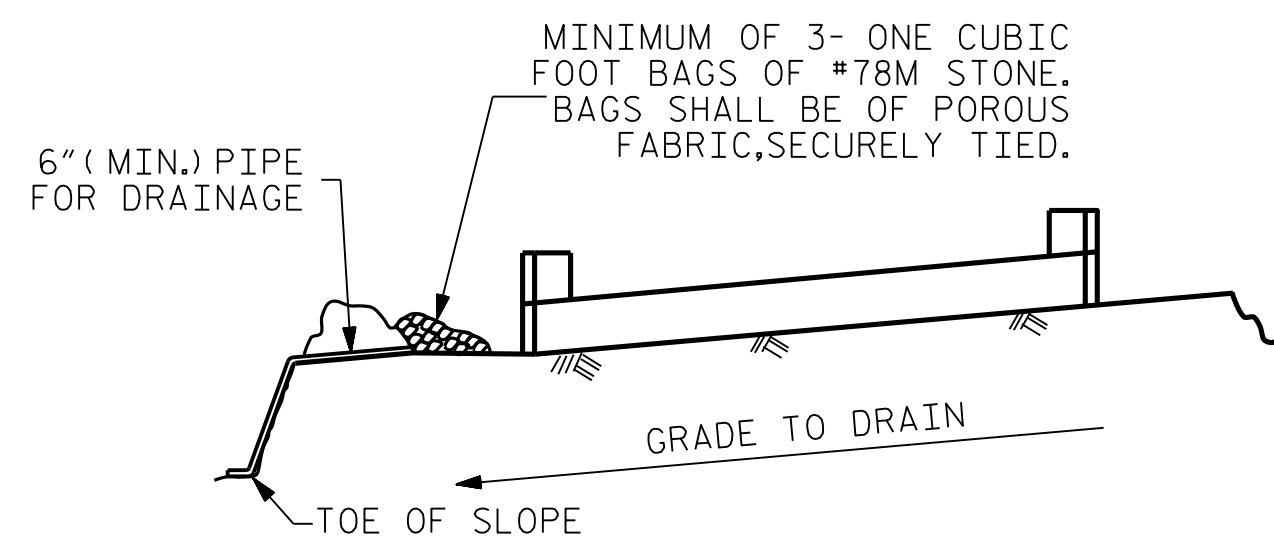 MINIMUM OF 3- ONE CUBIC
FOOT BAGS OF #78M STONE.
BAGS SHALL BE OF POROUS
FABRIC,SECURELY TIED.
6"(MIN.) PIPE
FOR DRAINAGE
GRADE TO DRAIN
TOE OF SLOPE